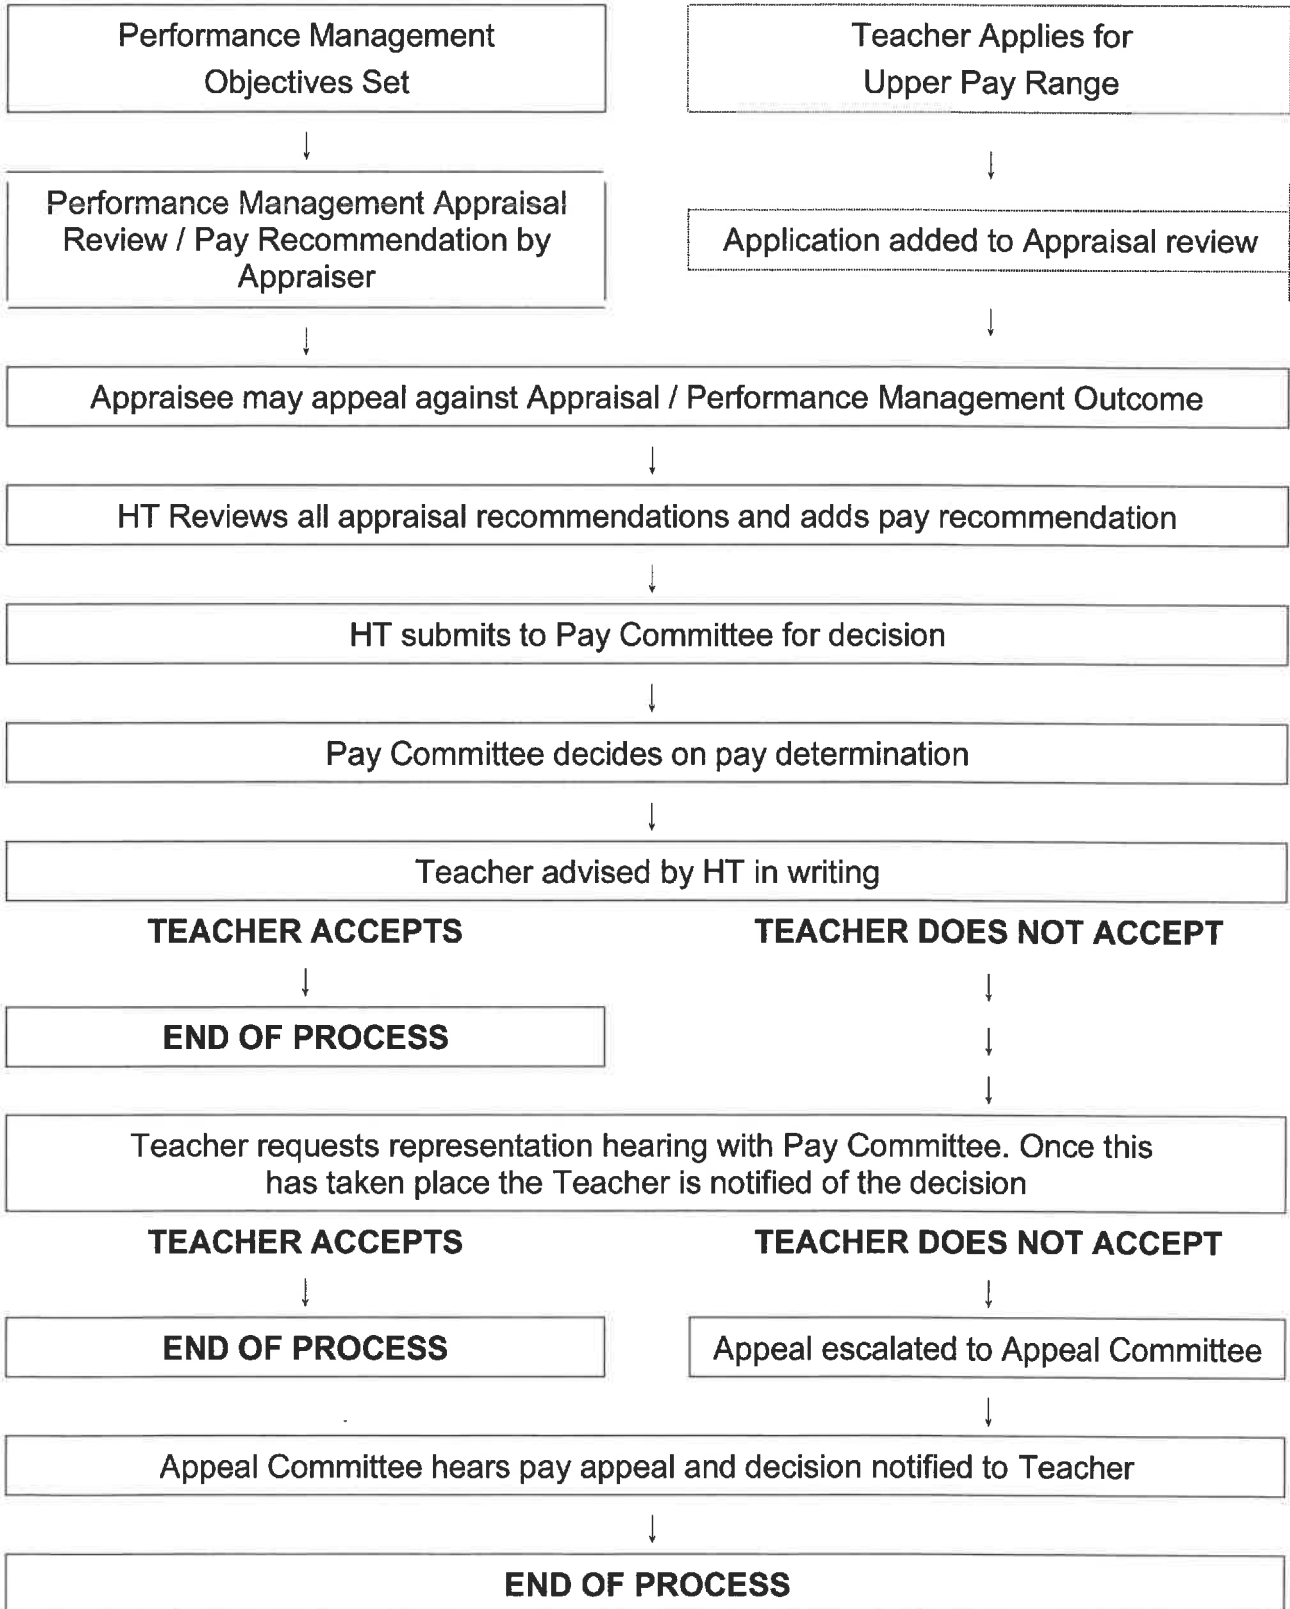 Performance Management
Objectives Set
Teacher Applies for
Upper Pay Range
Performance Management Appraisal
Review / Pay Recommendation by
Appraiser
Application added to Appraisal review
Appraisee may appeal against Appraisal / Performance Management Outcome
HT Reviews all appraisal recommendations and adds pay recommendation
HT submits to Pay Committee for decision
Pay Committee decides on pay determination
Teacher advised by HT in writing
TEACHER ACCEPTS
TEACHER DOES NOT ACCEPT
END OF PROCESS
Teacher requests representation hearing with Pay Committee. Once this
has taken place the Teacher is notified of the decision
TEACHER ACCEPTS
TEACHER DOES NOT ACCEPT
END OF PROCESS
Appeal escalated to Appeal Committee
Appeal Committee hears pay appeal and decision notified to Teacher
END OF PROCESS